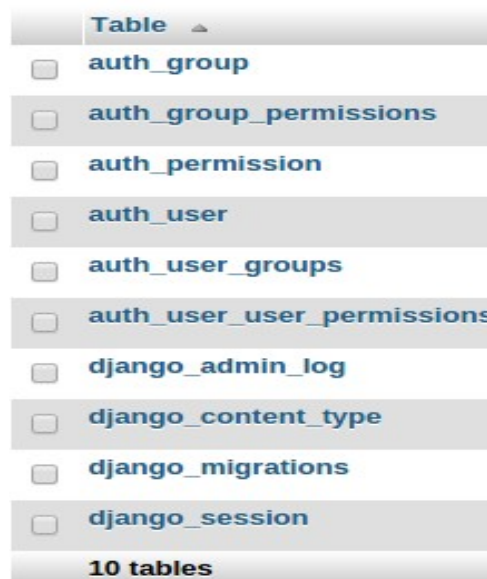 Table
auth_group
auth_group_permissions
auth_permission
auth_user
auth_user_groups
auth_user_user_permissions
django_admin_log
django_content_type
django_migrations
django_session
10 tables